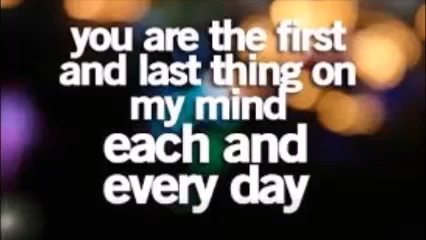 you are the first
and last thing on
my mind
each and
every day